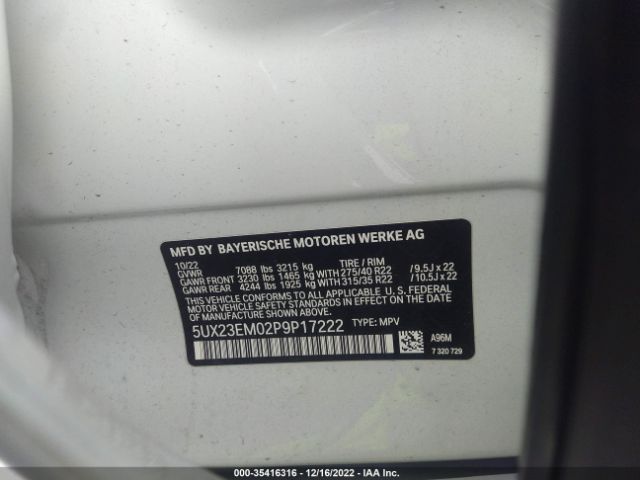 MFD BY BAYERISCHE MOTOREN WERKE AG
10/22 TIRE / RIM
GVWR 7088 lbs 3215 kg
GAWR FRONT 3230 lbs 1465 kg WITH 275/40 R22 / 9.5J x 22
GAWR REAR 4244 lbs 1925 kg WITH 315/35 R22 / 10.5J x 22
THIS VEHICLE CONFORMS TO ALL APPLICABLE U. S. FEDERAL
MOTOR VEHICLE SAFETY STANDARDS IN EFFECT ON THE DATE OF
MANUFACTURE SHOWN ABOVE.
5UX23EM02P9P17222 TYPE: MPV
A96M
7 320 729
000-35416316 - 12/16/2022 - IAA Inc.